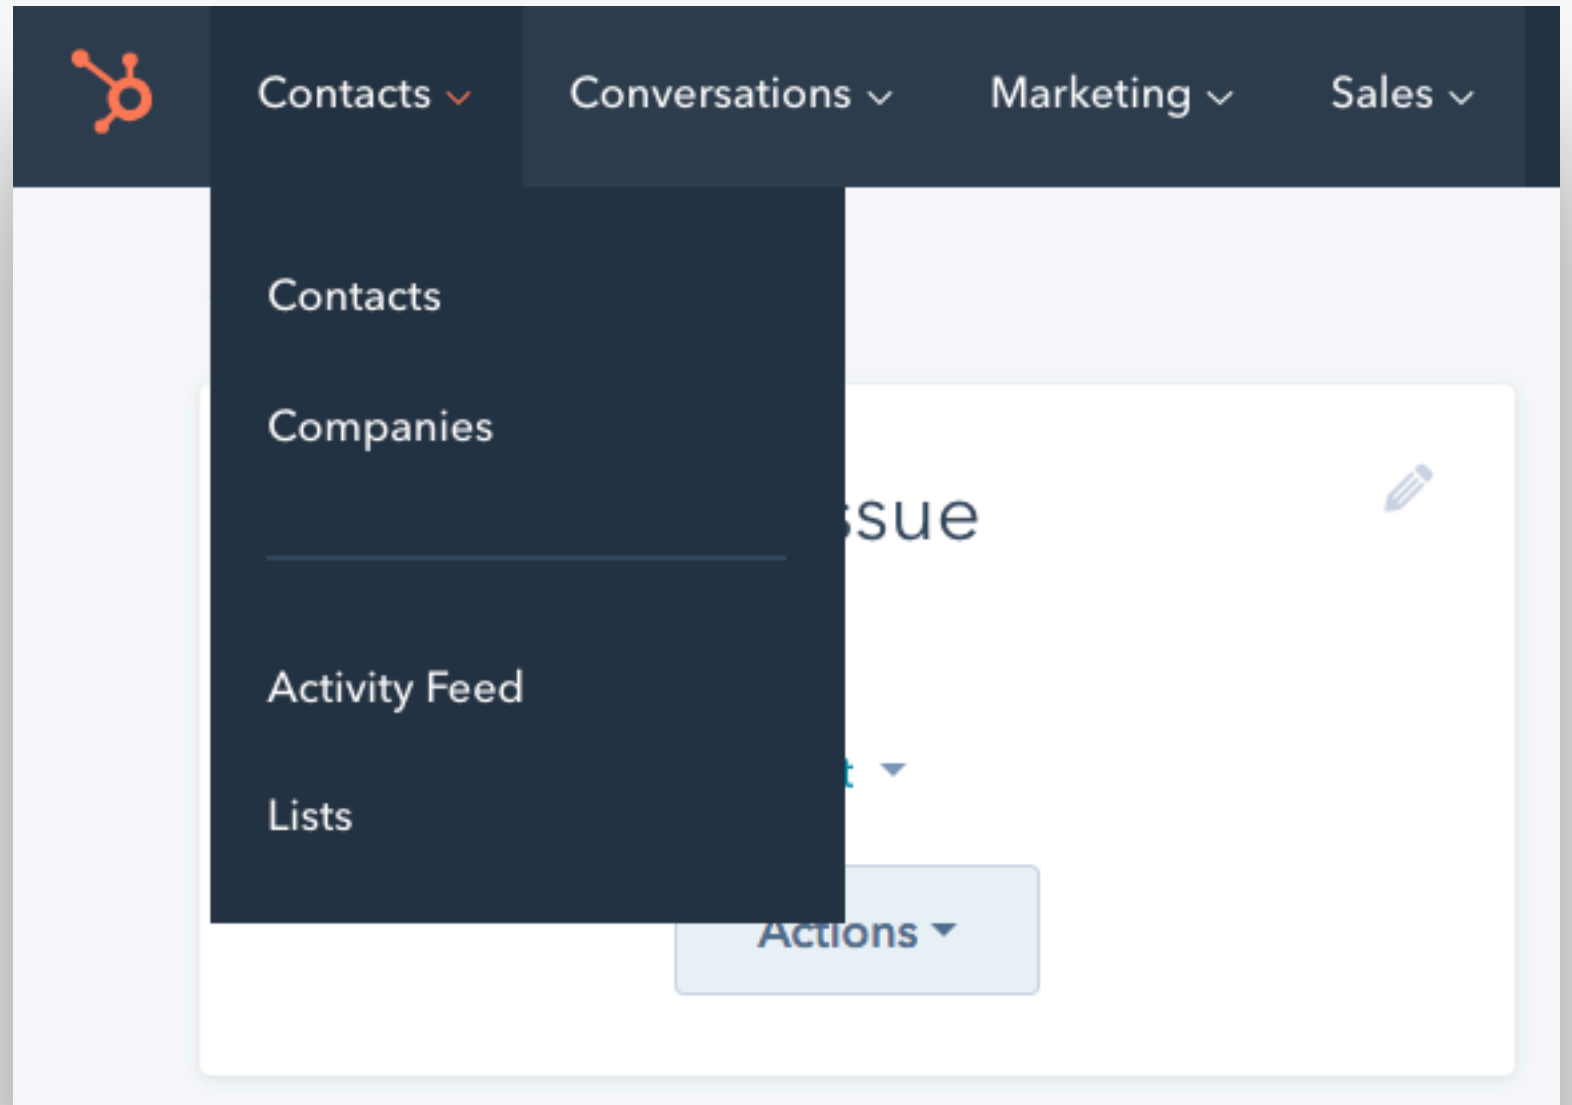 Contacts
Conversations
Marketing
Sales
Contacts
Companies
Activity Feed
Lists
Actions